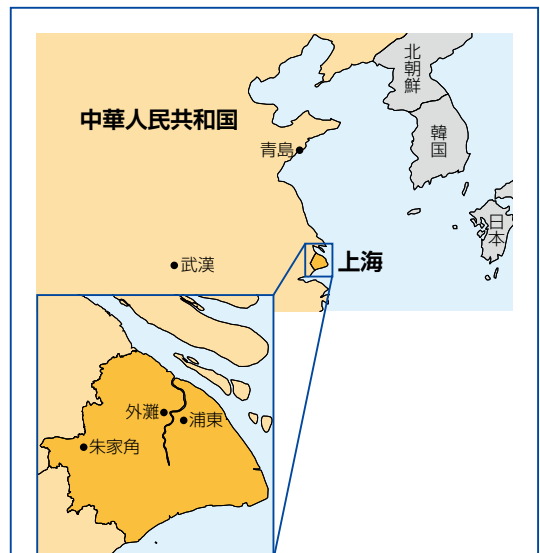 北朝鮮
中華人民共和国
韓国
青島
日本
上海
武漢
外灘
浦東
朱家角